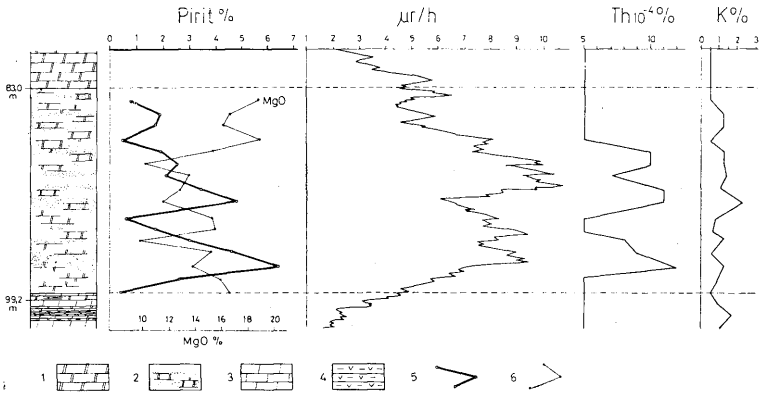 Pirit %
μr/h
Th10⁻⁴%
K%
0 1 2 3 4 5 6 7
2 3 4 5 6 7 8 9 10
5 10
0 1 2 3
83,0
m
MgO
99,2
m
10 12 14 16 18 20
MgO %
1 2 3 4 5 6